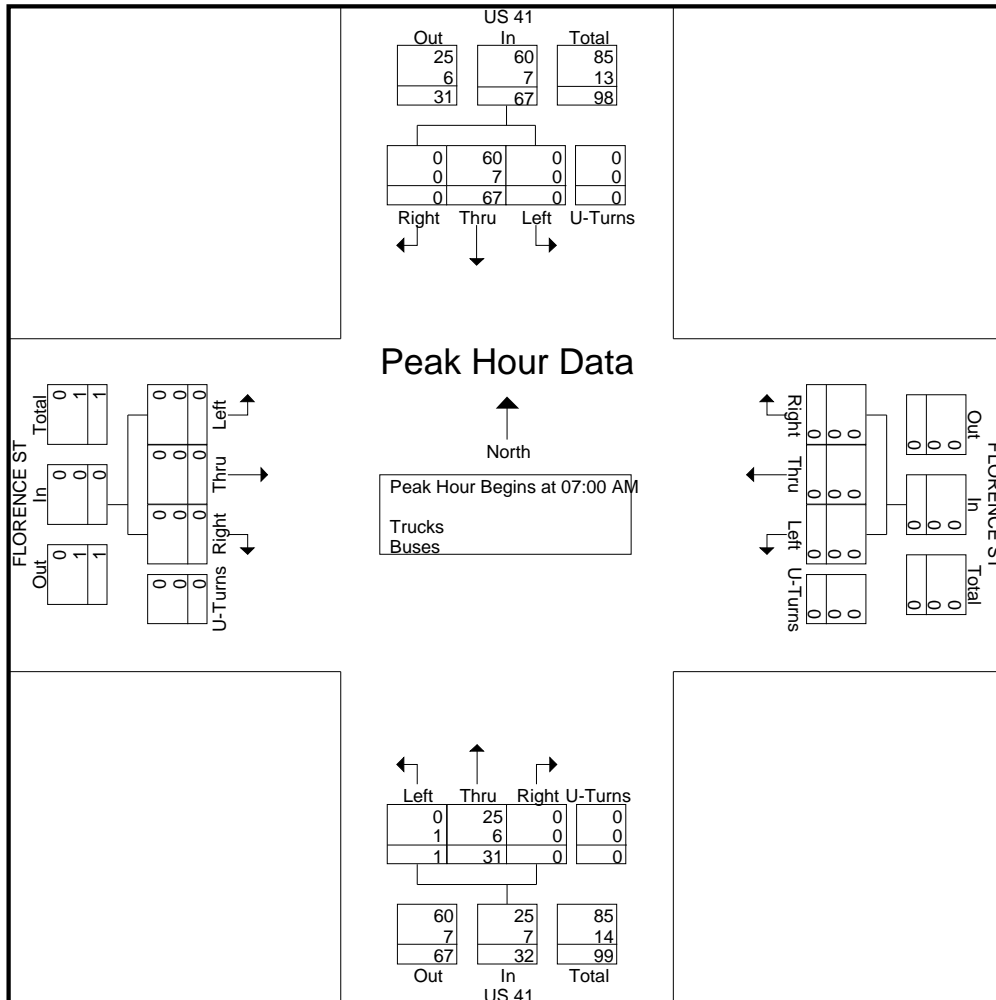 US 41
Out In Total
25 60 85
6 7 13
31 67 98
0 60 0 0
0 7 0 0
0 67 0 0
Right Thru Left U-Turns
Peak Hour Data
North
Peak Hour Begins at 07:00 AM
Trucks
Buses
FLORENCE ST
Total In Out
0 0 0
1 0 1
1 0 1
Left Thru Right U-Turns
0 0 0 0
0 0 0 0
0 0 0 0
FLORENCE ST
Out In Total
0 0 0
0 0 0
0 0 0
Right Thru Left U-Turns
0 0 0 0
0 0 0 0
0 0 0 0
Left Thru Right U-Turns
0 25 0 0
1 6 0 0
1 31 0 0
60 25 85
7 7 14
67 32 99
Out In Total
US 41